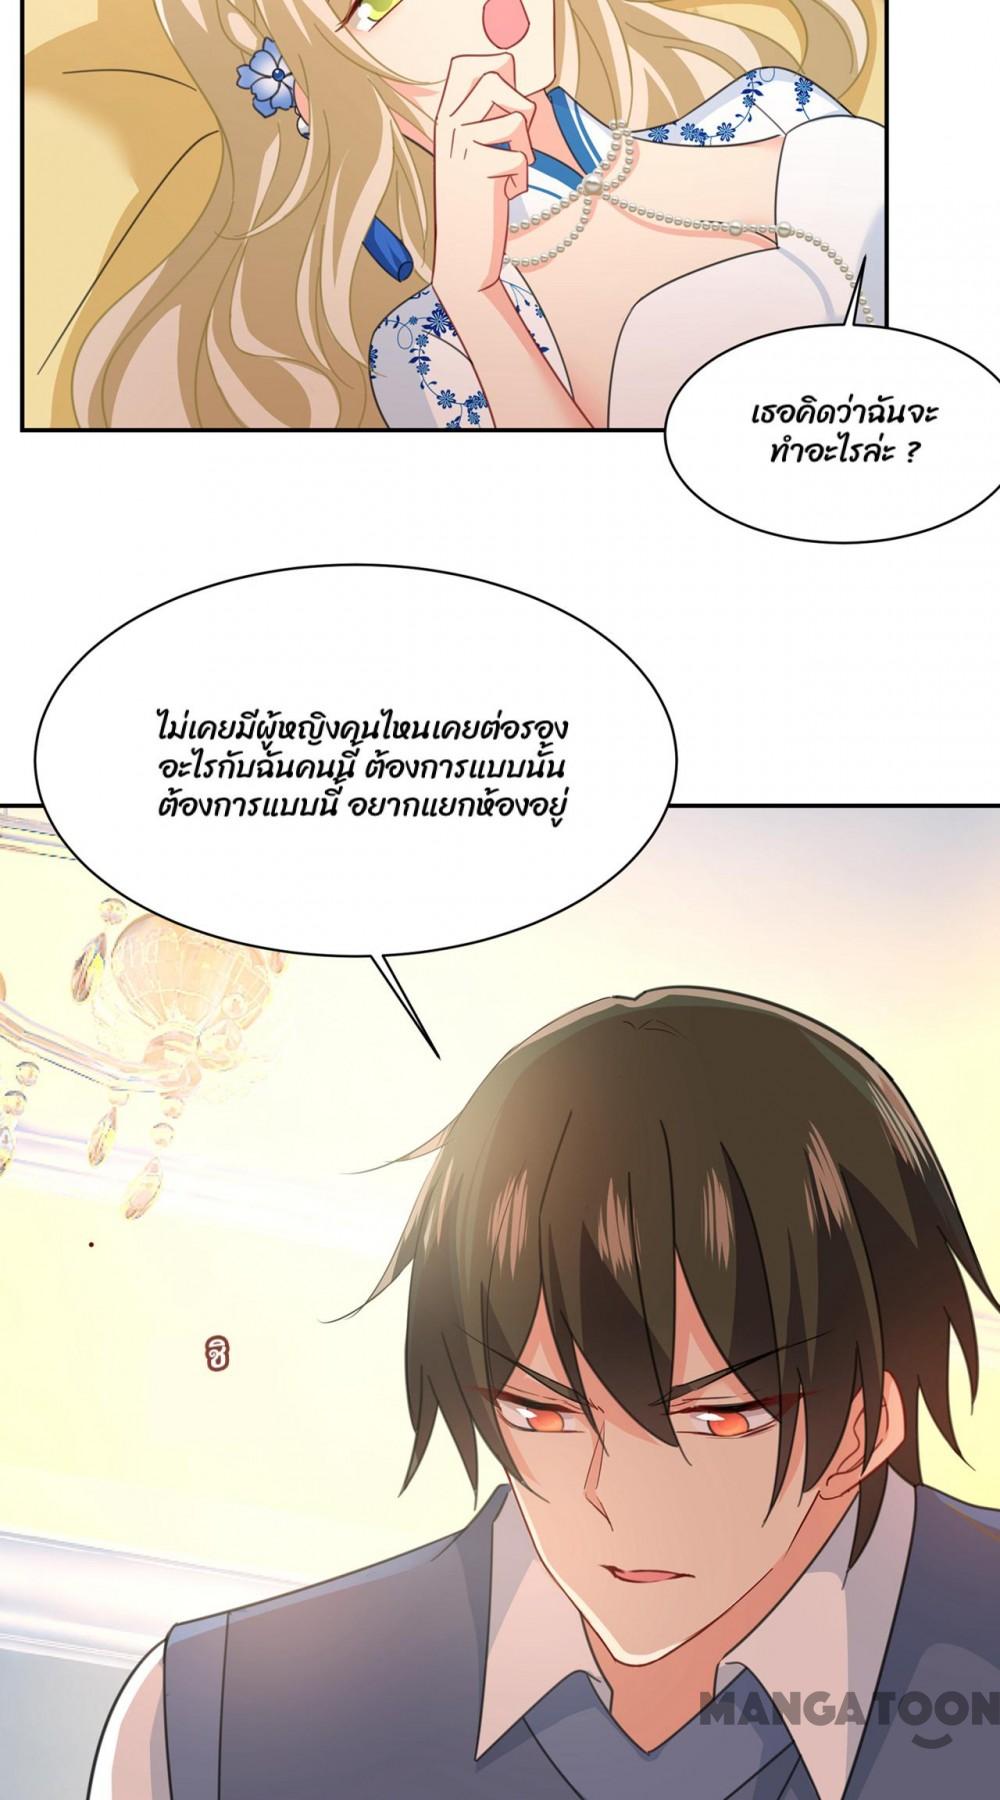 เธอคิดว่าฉันจะ
ทำอะไรล่ะ ?
ไม่เคยมีผู้หญิงคนไหนเคยต่อรอง
อะไรกับฉันคนนี้ ต้องการแบบนั้น
ต้องการแบบนี้ อยากแยกห้องอยู่
ชิ
MANGATOON